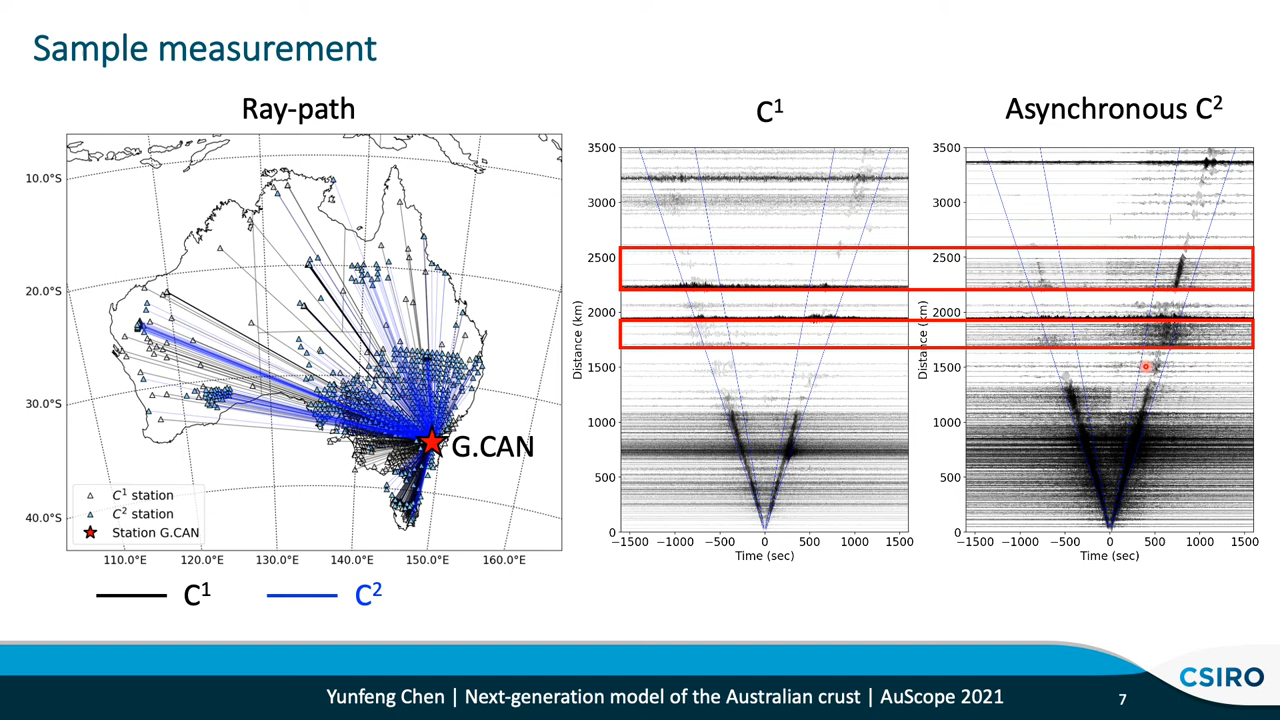 Sample measurement
Ray-path
C¹
Asynchronous C²
10.0°S
20.0°S
30.0°S
40.0°S
110.0°E 120.0°E 130.0°E 140.0°E 150.0°E 160.0°E
G.CAN
C¹ station
C² station
Station G.CAN
C¹
C²
Distance (km)
3500
3000
2500
2000
1500
1000
500
0
−1500 −1000 −500 0 500 1000 1500
Time (sec)
Distance (km)
3500
3000
2500
2000
1500
1000
500
0
−1500 −1000 −500 0 500 1000 1500
Time (sec)
CSIRO
Yunfeng Chen | Next-generation model of the Australian crust | AuScope 2021
7